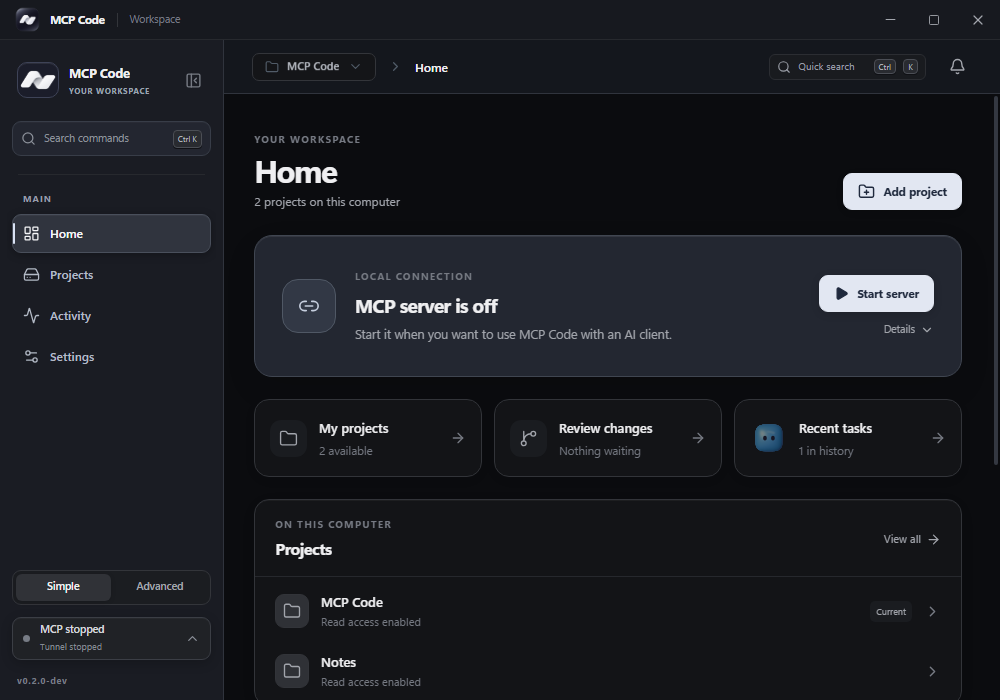 MCP Code
Workspace
MCP Code
YOUR WORKSPACE
Search commands
Ctrl K
MAIN
Home
Projects
Activity
Settings
Simple
Advanced
MCP stopped
Tunnel stopped
v0.2.0-dev
MCP Code
Home
Quick search
Ctrl
K
YOUR WORKSPACE
Home
2 projects on this computer
Add project
LOCAL CONNECTION
MCP server is off
Start it when you want to use MCP Code with an AI client.
Start server
Details
My projects
2 available
Review changes
Nothing waiting
Recent tasks
1 in history
ON THIS COMPUTER
Projects
View all
MCP Code
Read access enabled
Current
Notes
Read access enabled